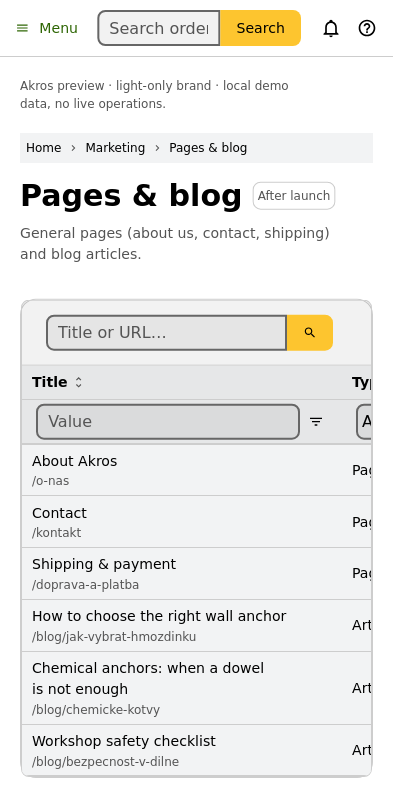 Menu
Search
Akros preview · light-only brand · local demo
data, no live operations.
Home › Marketing › Pages & blog
Pages & blog
After launch
General pages (about us, contact, shipping)
and blog articles.
Title or URL...
Title
Value
About Akros
/o-nas
Contact
/kontakt
Shipping & payment
/doprava-a-platba
How to choose the right wall anchor
/blog/jak-vybrat-hmozdinku
Chemical anchors: when a dowel
is not enough
/blog/chemicke-kotvy
Workshop safety checklist
/blog/bezpecnost-v-dilne